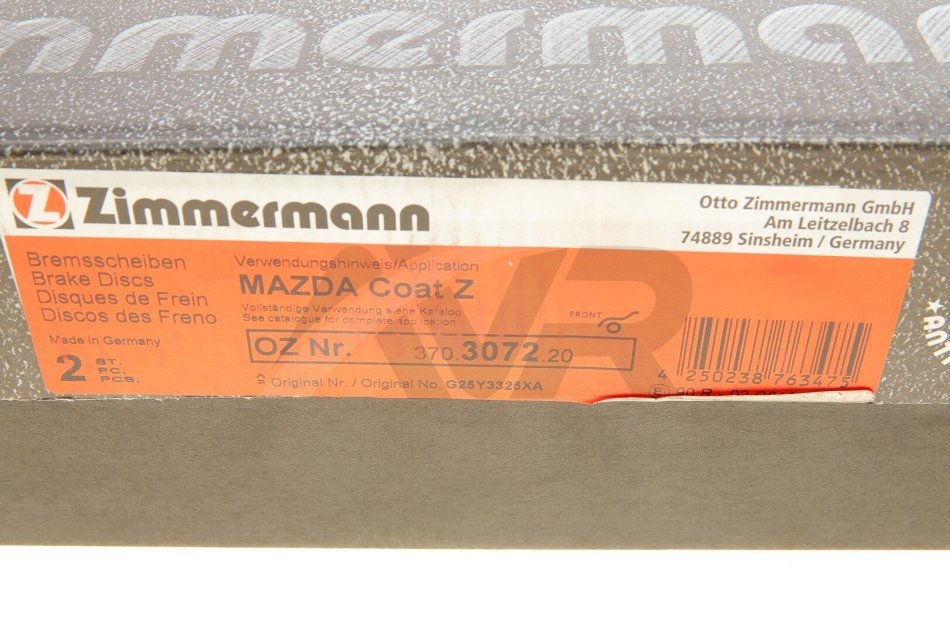 Zimmermann
Otto Zimmermann GmbH
Am Leitzelbach 8
74889 Sinsheim / Germany
Bremsscheiben
Brake Discs
Disques de Frein
Discos des Freno
Made in Germany
2 ST.
PC.
PCS.
Verwendungshinweis/Application
MAZDA Coat Z
Vollständige Verwendung siehe Katalog
See catalogue for complete application
OZ Nr. 370.3072.20
≙ Original Nr. / Original No. G25Y3325XA
FRONT
4 250238 763475